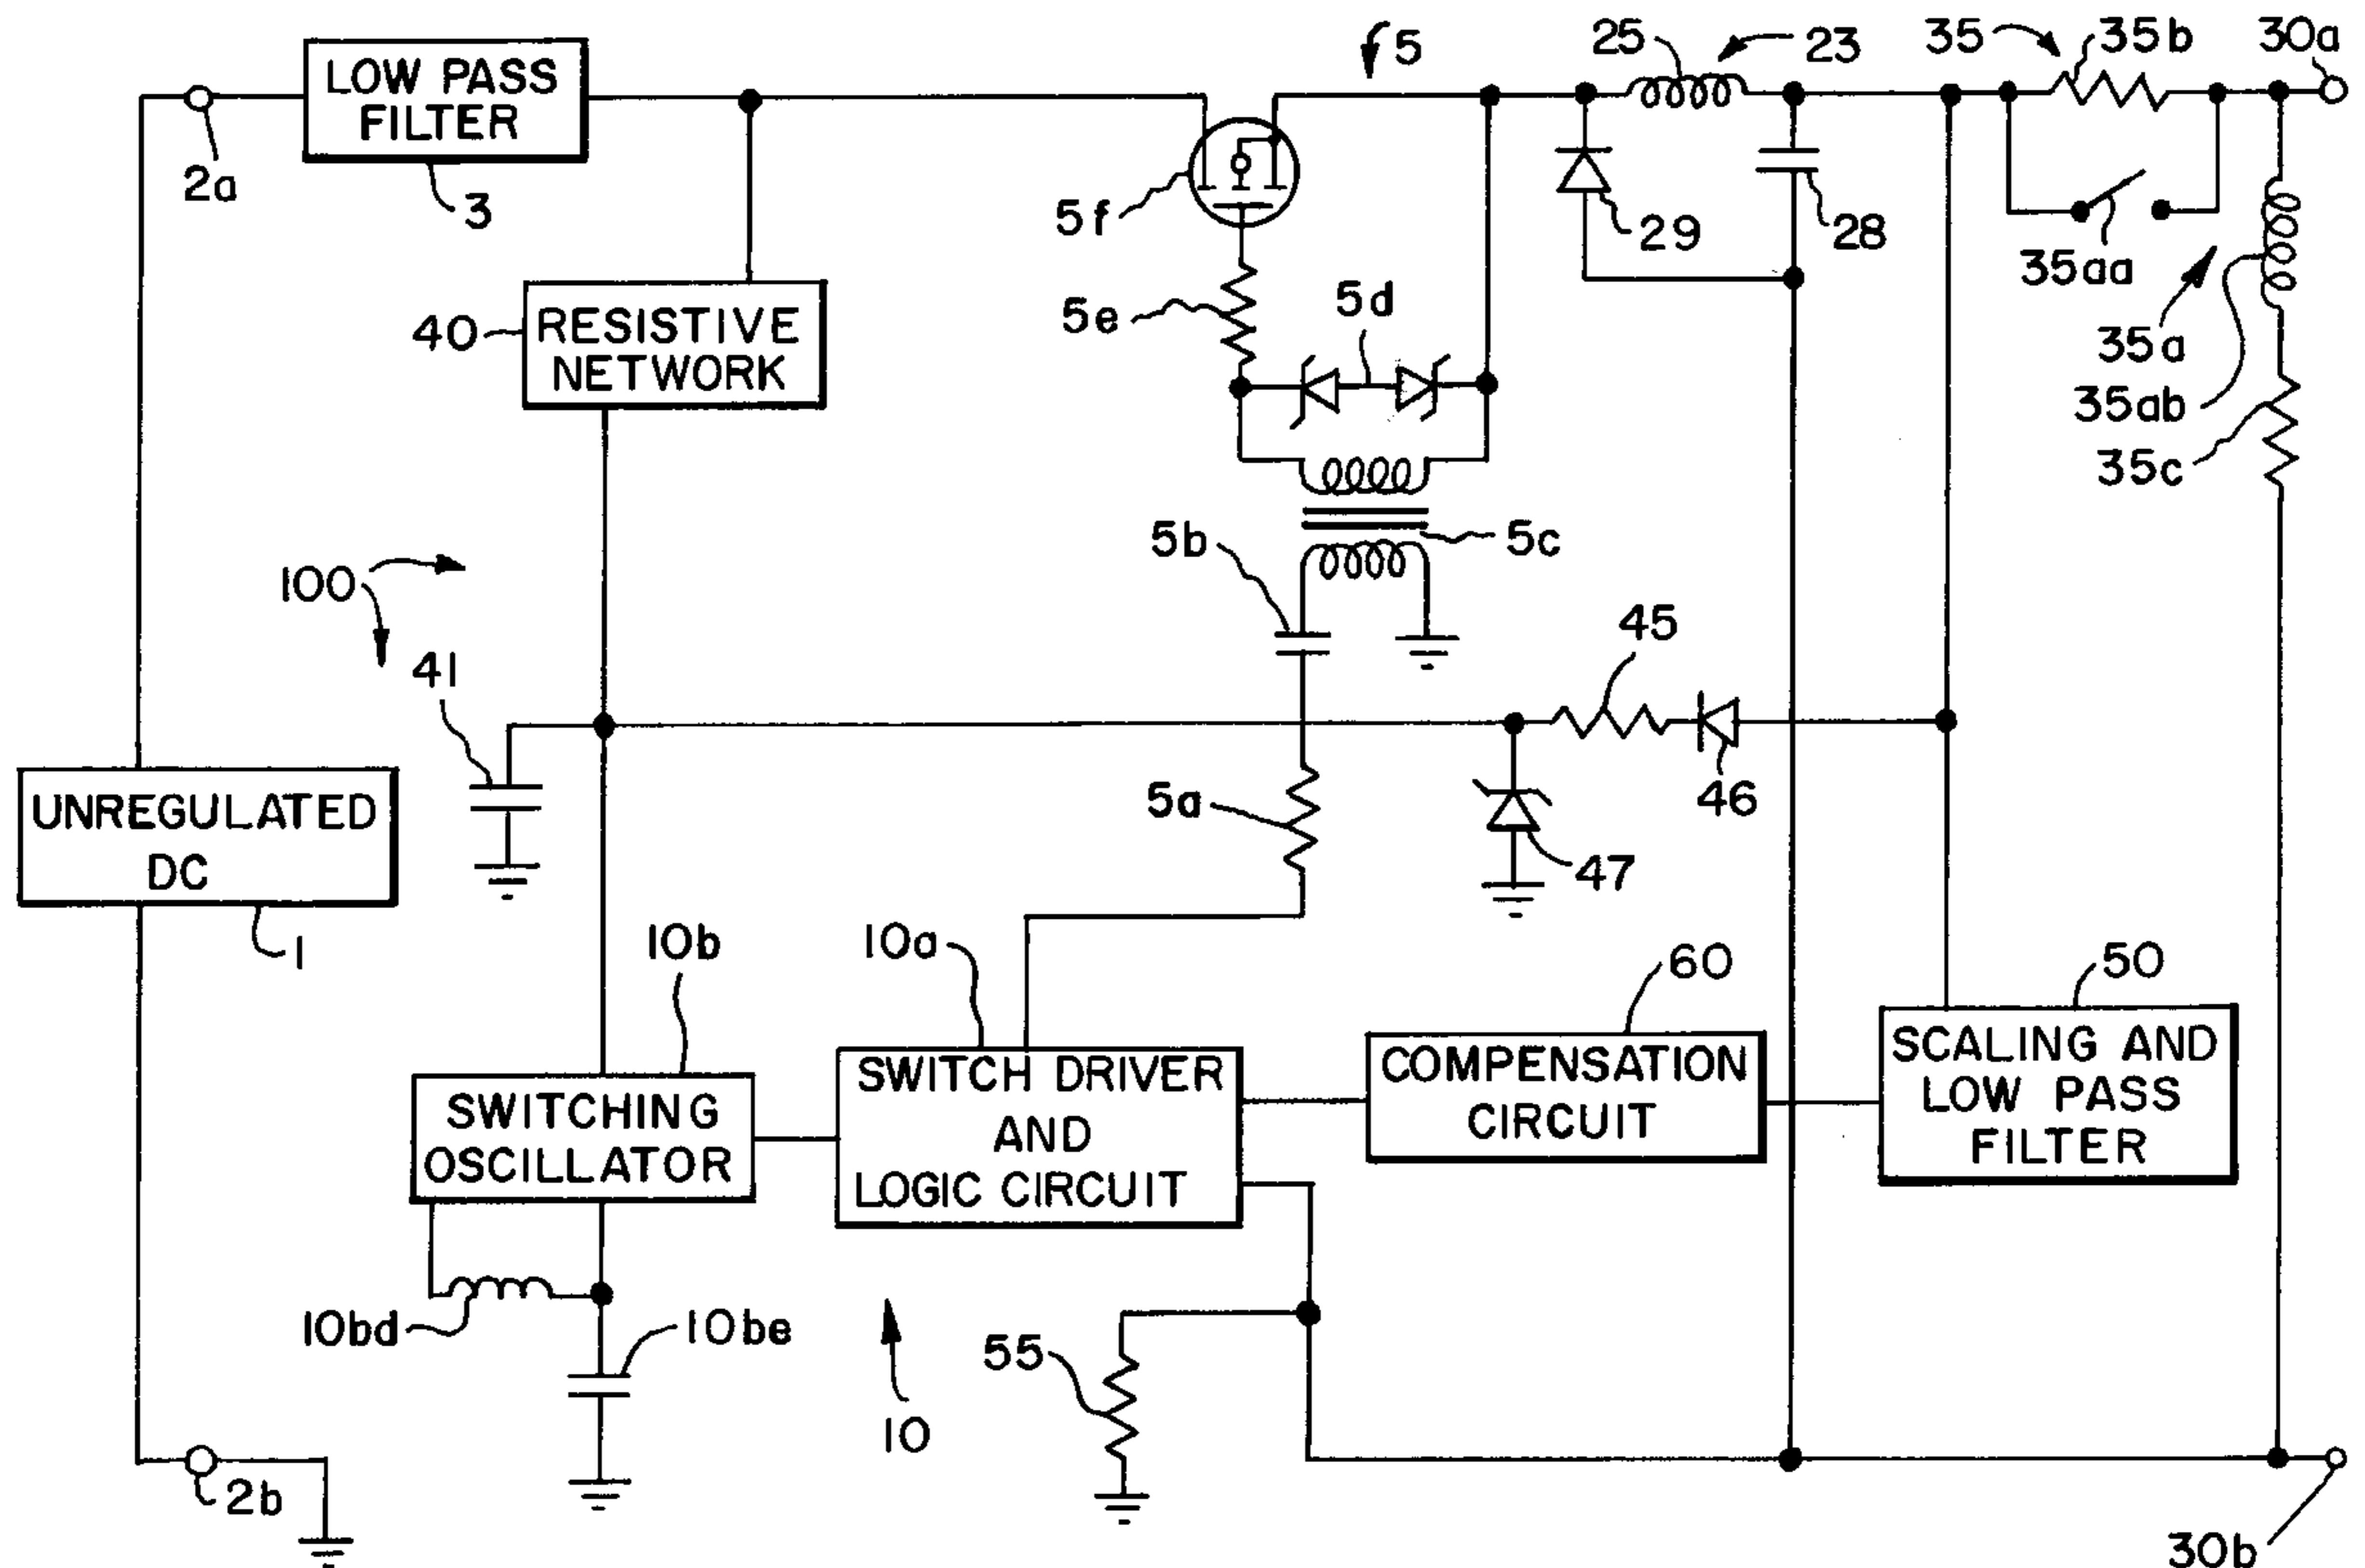 5
25
23
35
35b
30a
LOW PASS
FILTER
2a
3
5f
29
28
35aa
40
RESISTIVE
NETWORK
5e
5d
35a
35ab
35c
5b
5c
100
41
45
46
UNREGULATED
DC
1
5a
47
10b
10a
60
50
SWITCHING
OSCILLATOR
SWITCH DRIVER
AND
LOGIC CIRCUIT
COMPENSATION
CIRCUIT
SCALING AND
LOW PASS
FILTER
10bd
10be
55
10
2b
30b